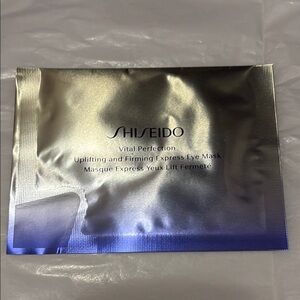 SHISEIDO
Vital Perfection
Uplifting and Firming Express Eye Mask
Masque Express Yeux Lift Fermeté